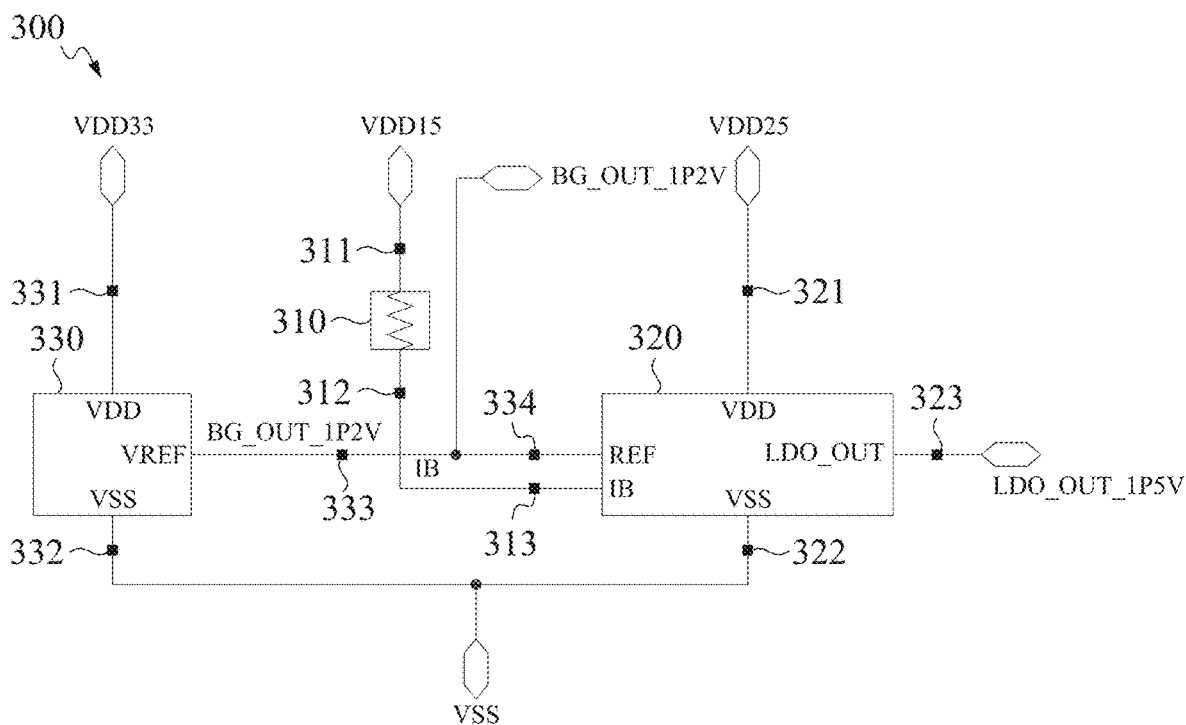 300
VDD33
VDD15
VDD25
BG_OUT_1P2V
311
331
321
310
330
320
312
334
323
VDD
VDD
BG_OUT_1P2V
VREF
REF
LDO_OUT
IB
IB
LDO_OUT_1P5V
VSS
VSS
333
313
332
322
VSS